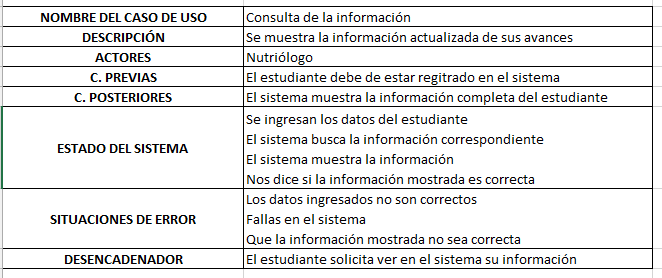 NOMBRE DEL CASO DE USO Consulta de la información
DESCRIPCIÓN Se muestra la información actualizada de sus avances
ACTORES Nutriólogo
C. PREVIAS El estudiante debe de estar regitrado en el sistema
C. POSTERIORES El sistema muestra la información completa del estudiante
ESTADO DEL SISTEMA
Se ingresan los datos del estudiante
El sistema busca la información correspondiente
El sistema muestra la información
Nos dice si la información mostrada es correcta
SITUACIONES DE ERROR
Los datos ingresados no son correctos
Fallas en el sistema
Que la información mostrada no sea correcta
DESENCADENADOR El estudiante solicita ver en el sistema su información